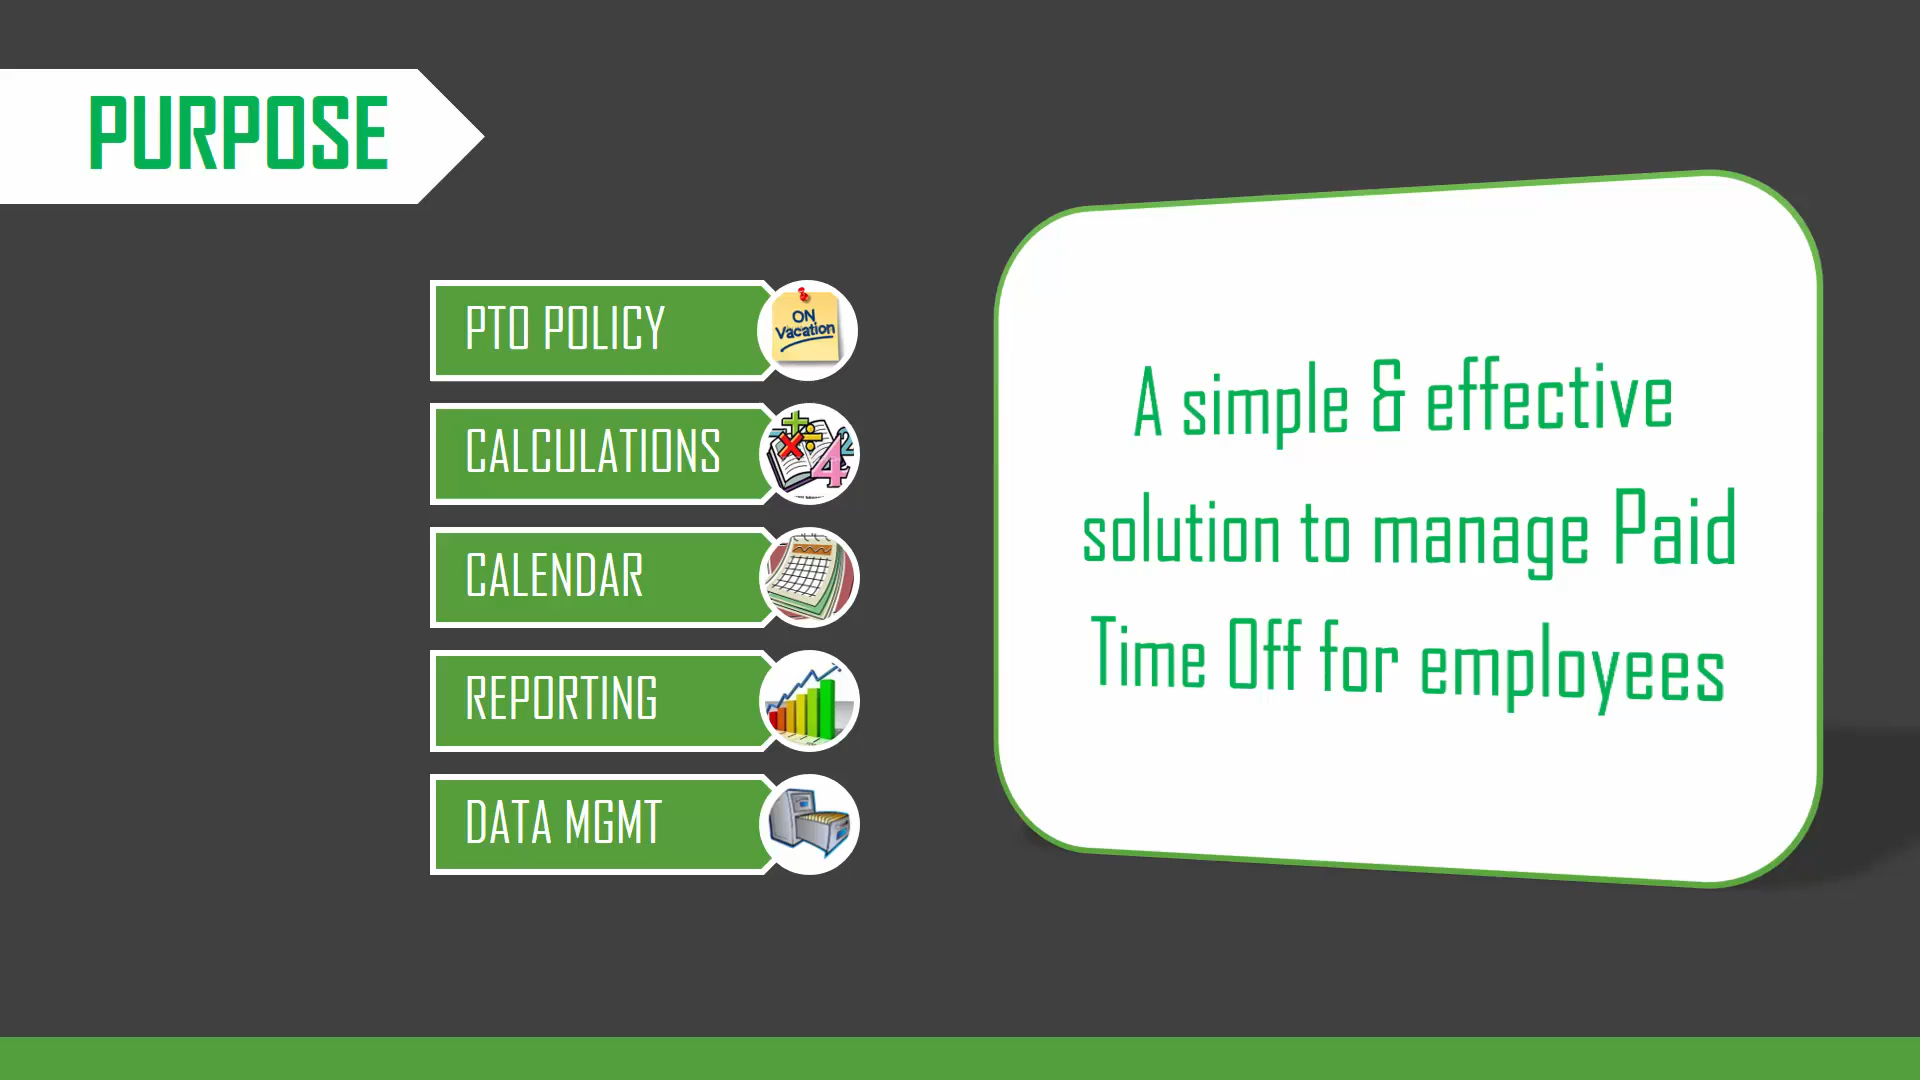 PURPOSE
PTO POLICY
ON
Vacation
CALCULATIONS
CALENDAR
REPORTING
DATA MGMT
A simple & effective
solution to manage Paid
Time Off for employees